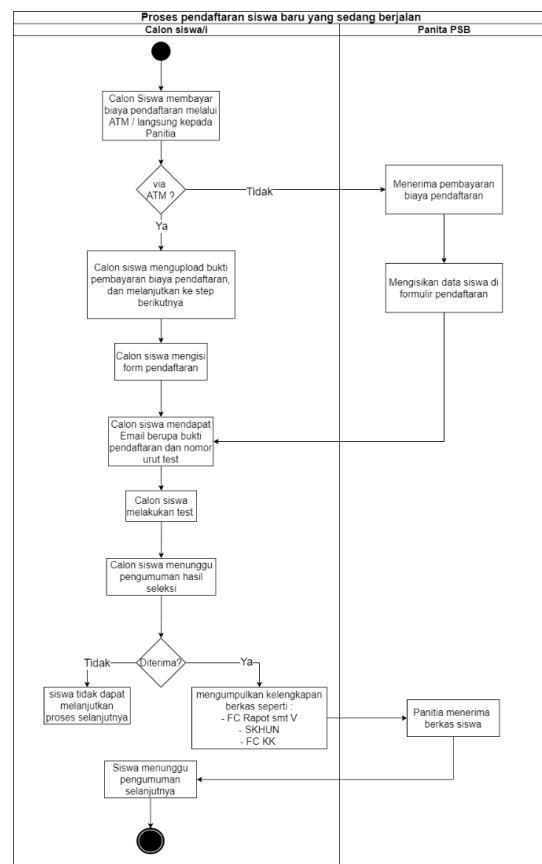 Proses pendaftaran siswa baru yang sedang berjalan
Calon siswa/i
Panita PSB
Calon Siswa membayar
biaya pendaftaran melalui
ATM / langsung kepada
Panitia
via
ATM ?
Tidak
Menerima pembayaran
biaya pendaftaran
Ya
Calon siswa mengupload bukti
pembayaran biaya pendaftaran,
dan melanjutkan ke step
berikutnya
Mengisikan data siswa di
formulir pendaftaran
Calon siswa mengisi
form pendaftaran
Calon siswa mendapat
Email berupa bukti
pendaftaran dan nomor
urut test
Calon siswa
melakukan test
Calon siswa menunggu
pengumuman hasil
seleksi
Diterima?
Tidak
Ya
siswa tidak dapat
melanjutkan
proses selanjutnya
mengumpulkan kelengkapan
berkas seperti :
- FC Rapot smt V
- SKHUN
- FC KK
Panitia menerima
berkas siswa
Siswa menunggu
pengumuman
selanjutnya